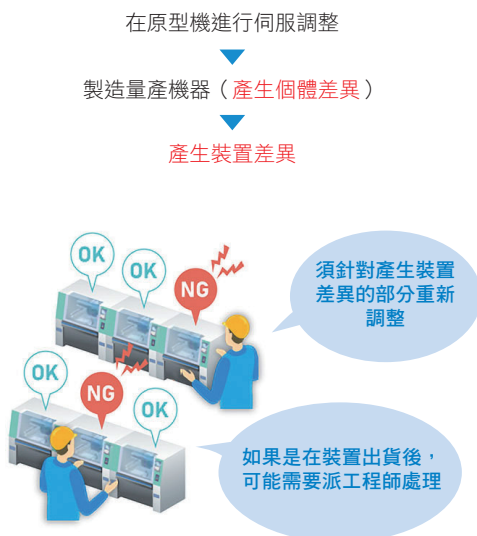 在原型機進行伺服調整
製造量產機器（產生個體差異）
產生裝置差異
OK
OK
NG
須針對產生裝置
差異的部分重新
調整
OK
NG
OK
如果是在裝置出貨後，
可能需要派工程師處理